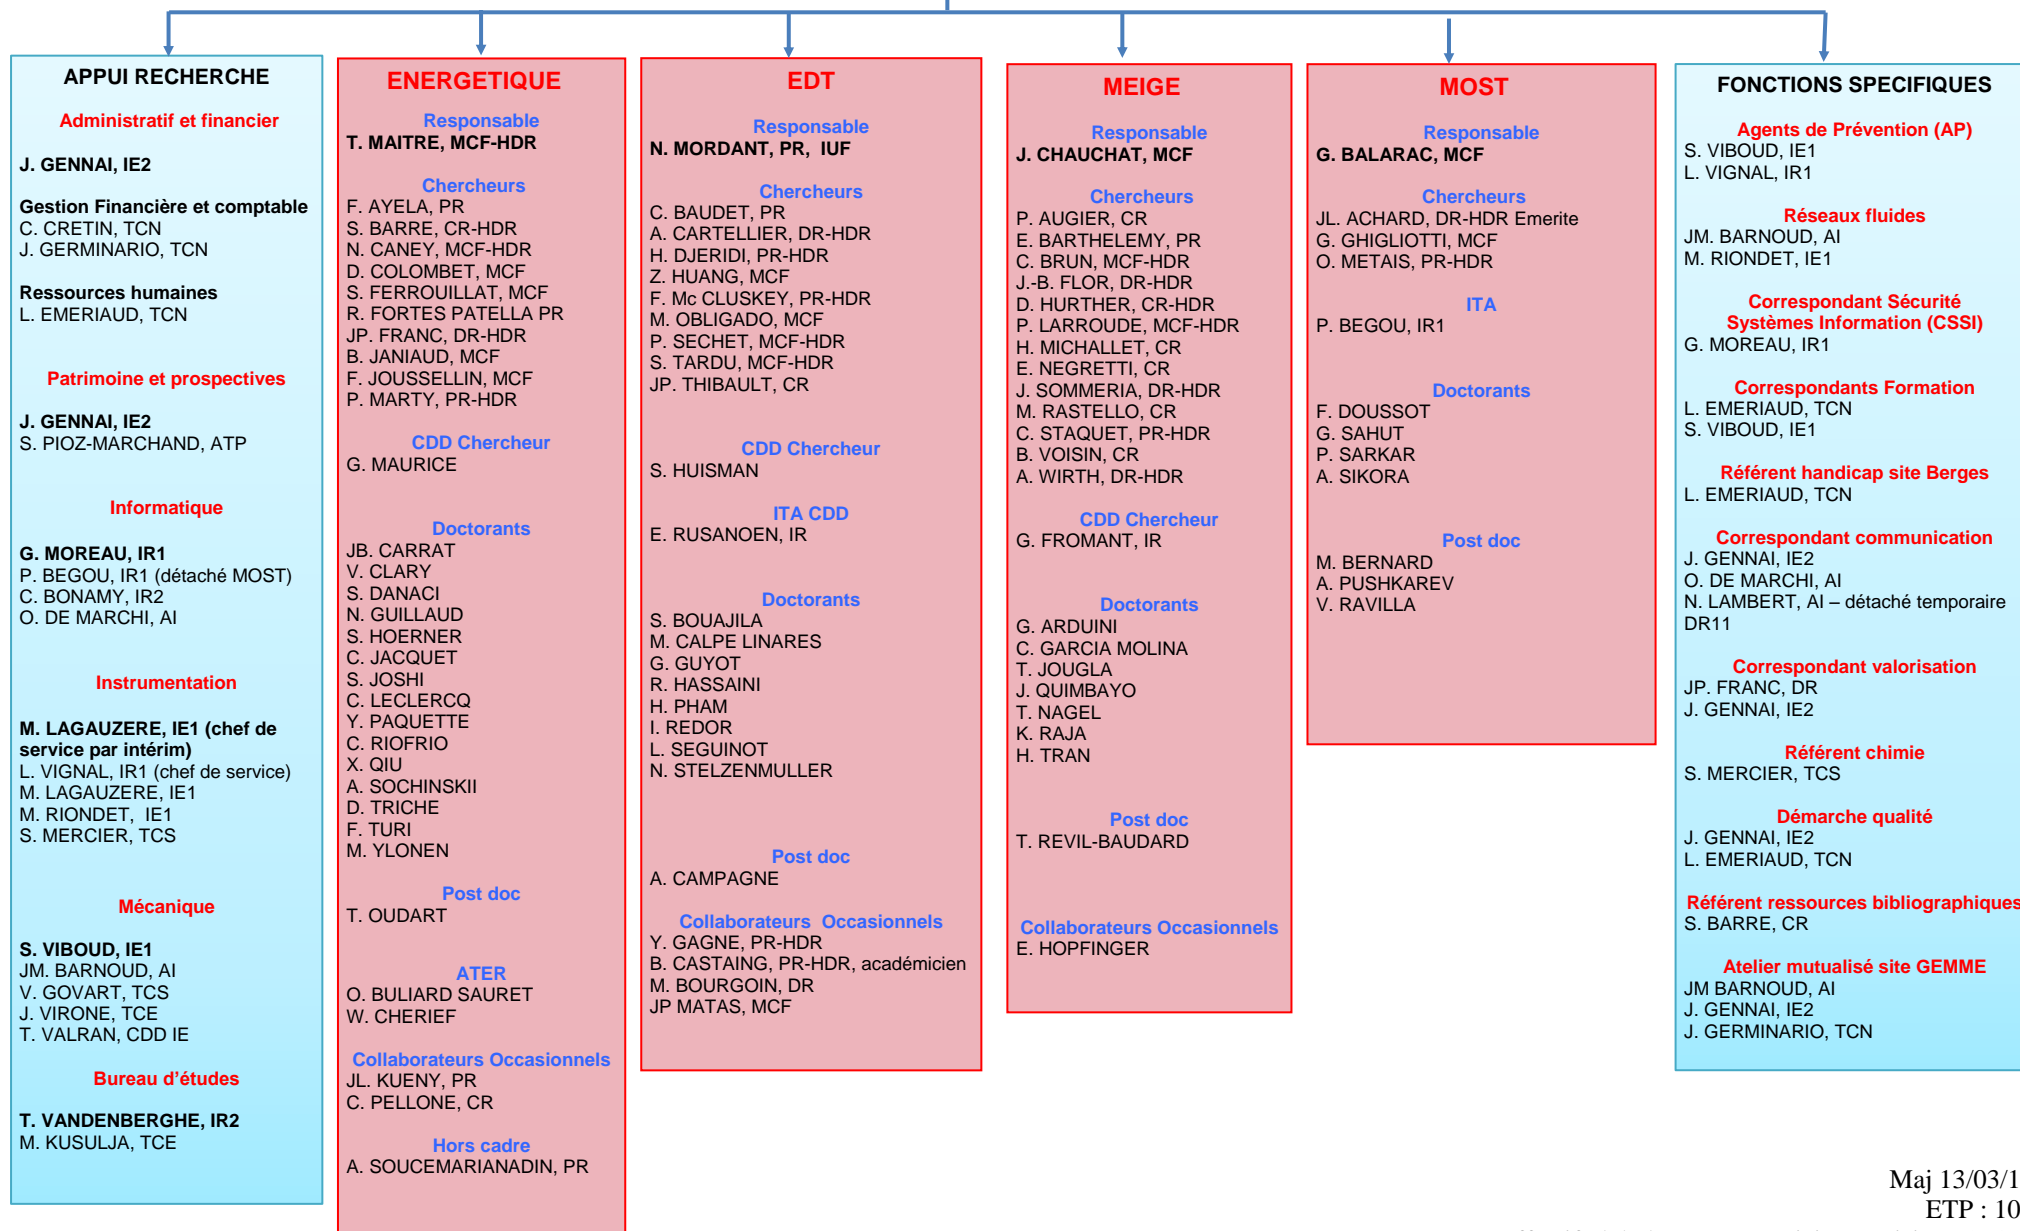 APPUI RECHERCHE
Administratif et financier
J. GENNAI, IE2
Gestion Financière et comptable
C. CRETIN, TCN
J. GERMINARIO, TCN
Ressources humaines
L. EMERIAUD, TCN
Patrimoine et prospectives
J. GENNAI, IE2
S. PIOZ-MARCHAND, ATP
Informatique
G. MOREAU, IR1
P. BEGOU, IR1 (détaché MOST)
C. BONAMY, IR2
O. DE MARCHI, AI
Instrumentation
M. LAGAUZERE, IE1 (chef de
service par intérim)
L. VIGNAL, IR1 (chef de service)
M. LAGAUZERE, IE1
M. RIONDET, IE1
S. MERCIER, TCS
Mécanique
S. VIBOUD, IE1
JM. BARNOUD, AI
V. GOVART, TCS
J. VIRONE, TCE
T. VALRAN, CDD IE
Bureau d'études
T. VANDENBERGHE, IR2
M. KUSULJA, TCE
ENERGETIQUE
Responsable
T. MAITRE, MCF-HDR
Chercheurs
F. AYELA, PR
S. BARRE, CR-HDR
N. CANEY, MCF-HDR
D. COLOMBET, MCF
S. FERROUILLAT, MCF
R. FORTES PATELLA PR
JP. FRANC, DR-HDR
B. JANIAUD, MCF
F. JOUSSELLIN, MCF
P. MARTY, PR-HDR
CDD Chercheur
G. MAURICE
Doctorants
JB. CARRAT
V. CLARY
S. DANACI
N. GUILLAUD
S. HOERNER
C. JACQUET
S. JOSHI
C. LECLERCQ
Y. PAQUETTE
C. RIOFRIO
X. QIU
A. SOCHINSKII
D. TRICHE
F. TURI
M. YLONEN
Post doc
T. OUDART
ATER
O. BULIARD SAURET
W. CHERIEF
Collaborateurs Occasionnels
JL. KUENY, PR
C. PELLONE, CR
Hors cadre
A. SOUCEMARIANADIN, PR
EDT
Responsable
N. MORDANT, PR, IUF
Chercheurs
C. BAUDET, PR
A. CARTELLIER, DR-HDR
H. DJERIDI, PR-HDR
Z. HUANG, MCF
F. Mc CLUSKEY, PR-HDR
M. OBLIGADO, MCF
P. SECHET, MCF-HDR
S. TARDU, MCF-HDR
JP. THIBAULT, CR
CDD Chercheur
S. HUISMAN
ITA CDD
E. RUSANOEN, IR
Doctorants
S. BOUAJILA
M. CALPE LINARES
G. GUYOT
R. HASSAINI
H. PHAM
I. REDOR
L. SEGUINOT
N. STELZENMULLER
Post doc
A. CAMPAGNE
Collaborateurs Occasionnels
Y. GAGNE, PR-HDR
B. CASTAING, PR-HDR, académicien
M. BOURGOIN, DR
JP MATAS, MCF
MEIGE
Responsable
J. CHAUCHAT, MCF
Chercheurs
P. AUGIER, CR
E. BARTHELEMY, PR
C. BRUN, MCF-HDR
J.-B. FLOR, DR-HDR
D. HURTHER, CR-HDR
P. LARROUDE, MCF-HDR
H. MICHALLET, CR
E. NEGRETTI, CR
J. SOMMERIA, DR-HDR
M. RASTELLO, CR
C. STAQUET, PR-HDR
B. VOISIN, CR
A. WIRTH, DR-HDR
CDD Chercheur
G. FROMANT, IR
Doctorants
G. ARDUINI
C. GARCIA MOLINA
T. JOUGLA
J. QUIMBAYO
T. NAGEL
K. RAJA
H. TRAN
Post doc
T. REVIL-BAUDARD
Collaborateurs Occasionnels
E. HOPFINGER
MOST
Responsable
G. BALARAC, MCF
Chercheurs
JL. ACHARD, DR-HDR Emerite
G. GHIGLIOTTI, MCF
O. METAIS, PR-HDR
ITA
P. BEGOU, IR1
Doctorants
F. DOUSSOT
G. SAHUT
P. SARKAR
A. SIKORA
Post doc
M. BERNARD
A. PUSHKAREV
V. RAVILLA
FONCTIONS SPECIFIQUES
Agents de Prévention (AP)
S. VIBOUD, IE1
L. VIGNAL, IR1
Réseaux fluides
JM. BARNOUD, AI
M. RIONDET, IE1
Correspondant Sécurité
Systèmes Information (CSSI)
G. MOREAU, IR1
Correspondants Formation
L. EMERIAUD, TCN
S. VIBOUD, IE1
Référent handicap site Berges
L. EMERIAUD, TCN
Correspondant communication
J. GENNAI, IE2
O. DE MARCHI, AI
N. LAMBERT, AI – détaché temporaire
DR11
Correspondant valorisation
JP. FRANC, DR
J. GENNAI, IE2
Référent chimie
S. MERCIER, TCS
Démarche qualité
J. GENNAI, IE2
L. EMERIAUD, TCN
Référent ressources bibliographiques
S. BARRE, CR
Atelier mutualisé site GEMME
JM BARNOUD, AI
J. GENNAI, IE2
J. GERMINARIO, TCN
Maj 13/03/1
ETP : 10